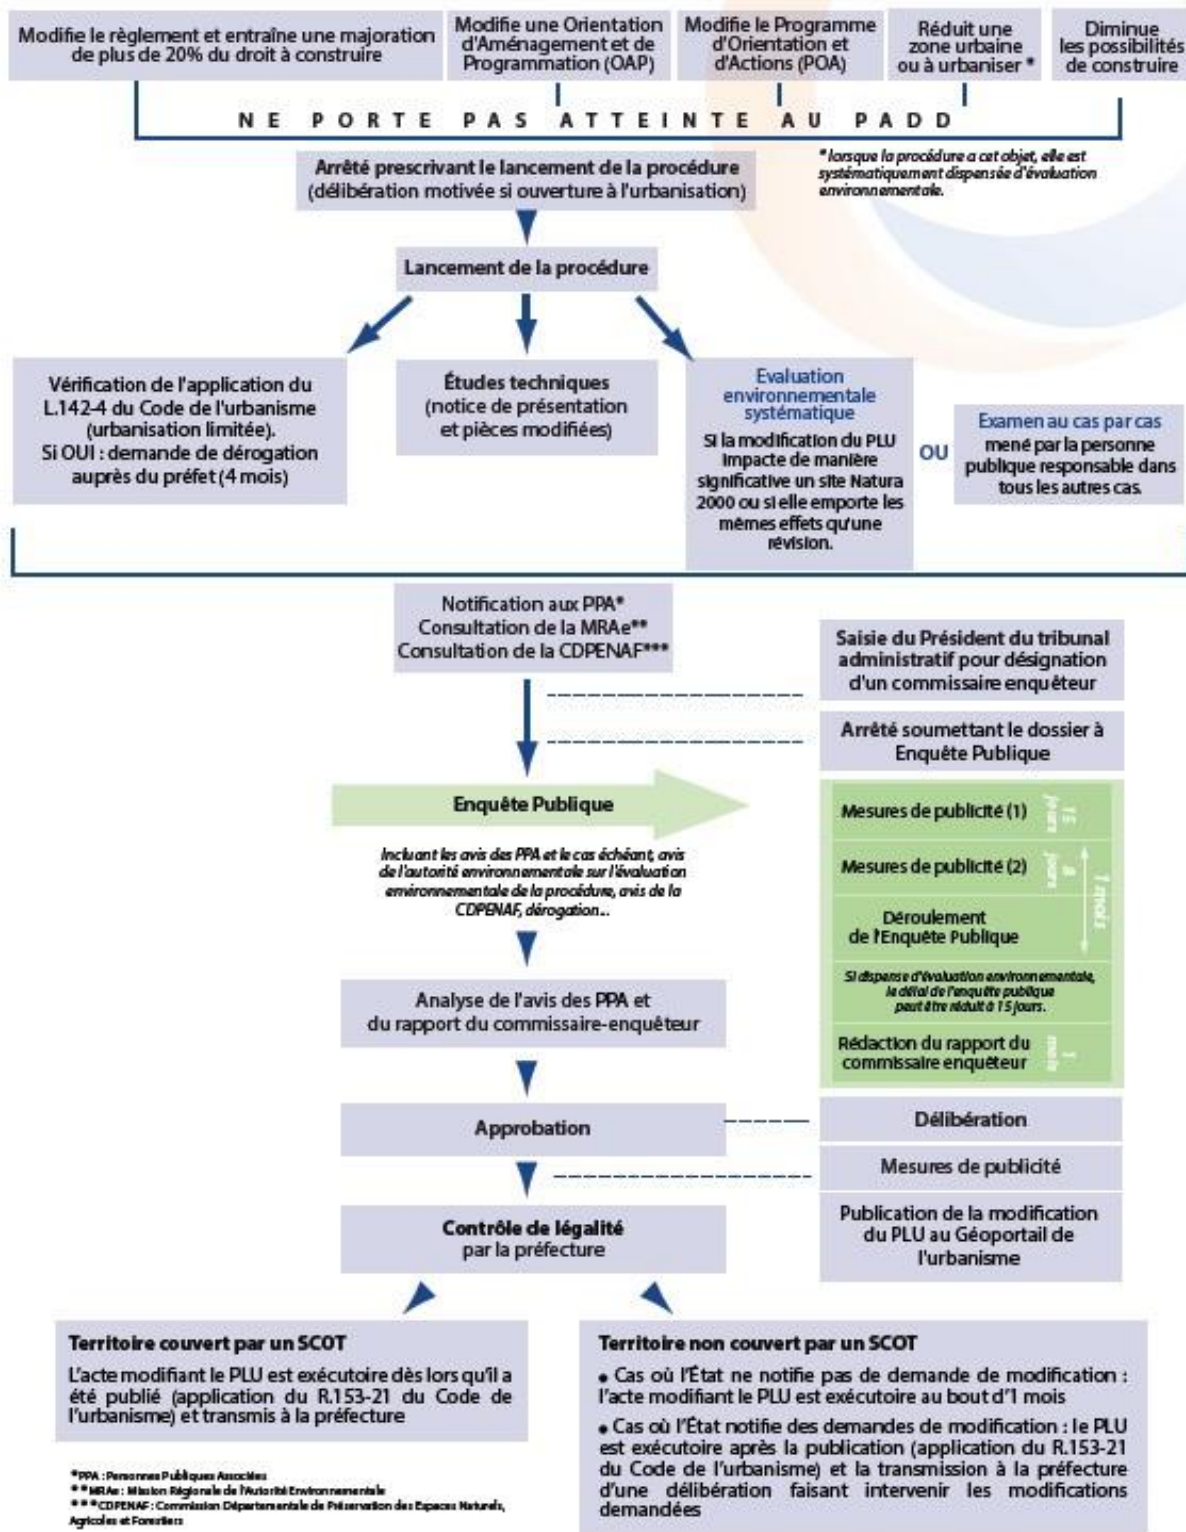 Modifie le règlement et entraîne une majoration
de plus de 20% du droit à construire
Modifie une Orientation
d'Aménagement et de
Programmation (OAP)
Modifie le Programme
d'Orientation et
d'Actions (POA)
Réduit une
zone urbaine
ou à urbaniser *
Diminue
les possibilités
de construire
NE PORTE PAS ATTEINTE AU PADD
Arrêté prescrivant le lancement de la procédure
(délibération motivée si ouverture à l'urbanisation)
* lorsque la procédure a cet objet, elle est
systématiquement dispensée d'évaluation
environnementale.
Lancement de la procédure
Vérification de l'application du
L.142-4 du Code de l'urbanisme
(urbanisation limitée).
Si OUI : demande de dérogation
auprès du préfet (4 mois)
Études techniques
(notice de présentation
et pièces modifiées)
Evaluation
environnementale
systématique
Si la modification du PLU
impacte de manière
significative un site Natura
2000 ou si elle emporte les
mêmes effets qu'une
révision.
OU
Examen au cas par cas
mené par la personne
publique responsable dans
tous les autres cas.
Notification aux PPA*
Consultation de la MRAe**
Consultation de la CDPENAF***
Saisie du Président du tribunal
administratif pour désignation
d'un commissaire enquêteur
Arrêté soumettant le dossier à
Enquête Publique
Enquête Publique
Incluant les avis des PPA et le cas échéant, avis
de l'autorité environnementale sur l'évaluation
environnementale de la procédure, avis de la
CDPENAF, dérogation...
Mesures de publicité (1)
15
jours
Mesures de publicité (2)
8
jours
1 mois
Déroulement
de l'Enquête Publique
Si dispense d'évaluation environnementale,
le délai de l'enquête publique
peut être réduit à 15 jours.
Rédaction du rapport du
commissaire enquêteur
1
mois
Analyse de l'avis des PPA et
du rapport du commissaire-enquêteur
Approbation
Délibération
Mesures de publicité
Contrôle de légalité
par la préfecture
Publication de la modification
du PLU au Géoportail de
l'urbanisme
Territoire couvert par un SCOT
L'acte modifiant le PLU est exécutoire dès lors qu'il a
été publié (application du R.153-21 du Code de
l'urbanisme) et transmis à la préfecture
Territoire non couvert par un SCOT
• Cas où l'État ne notifie pas de demande de modification :
l'acte modifiant le PLU est exécutoire au bout d'1 mois
• Cas où l'État notifie des demandes de modification : le PLU
est exécutoire après la publication (application du R.153-21
du Code de l'urbanisme) et la transmission à la préfecture
d'une délibération faisant intervenir les modifications
demandées
*PPA : Personnes Publiques Associées
**MRAe : Mission Régionale de l'Autorité Environnementale
***CDPENAF : Commission Départementale de Préservation des Espaces Naturels,
Agricoles et Forestiers